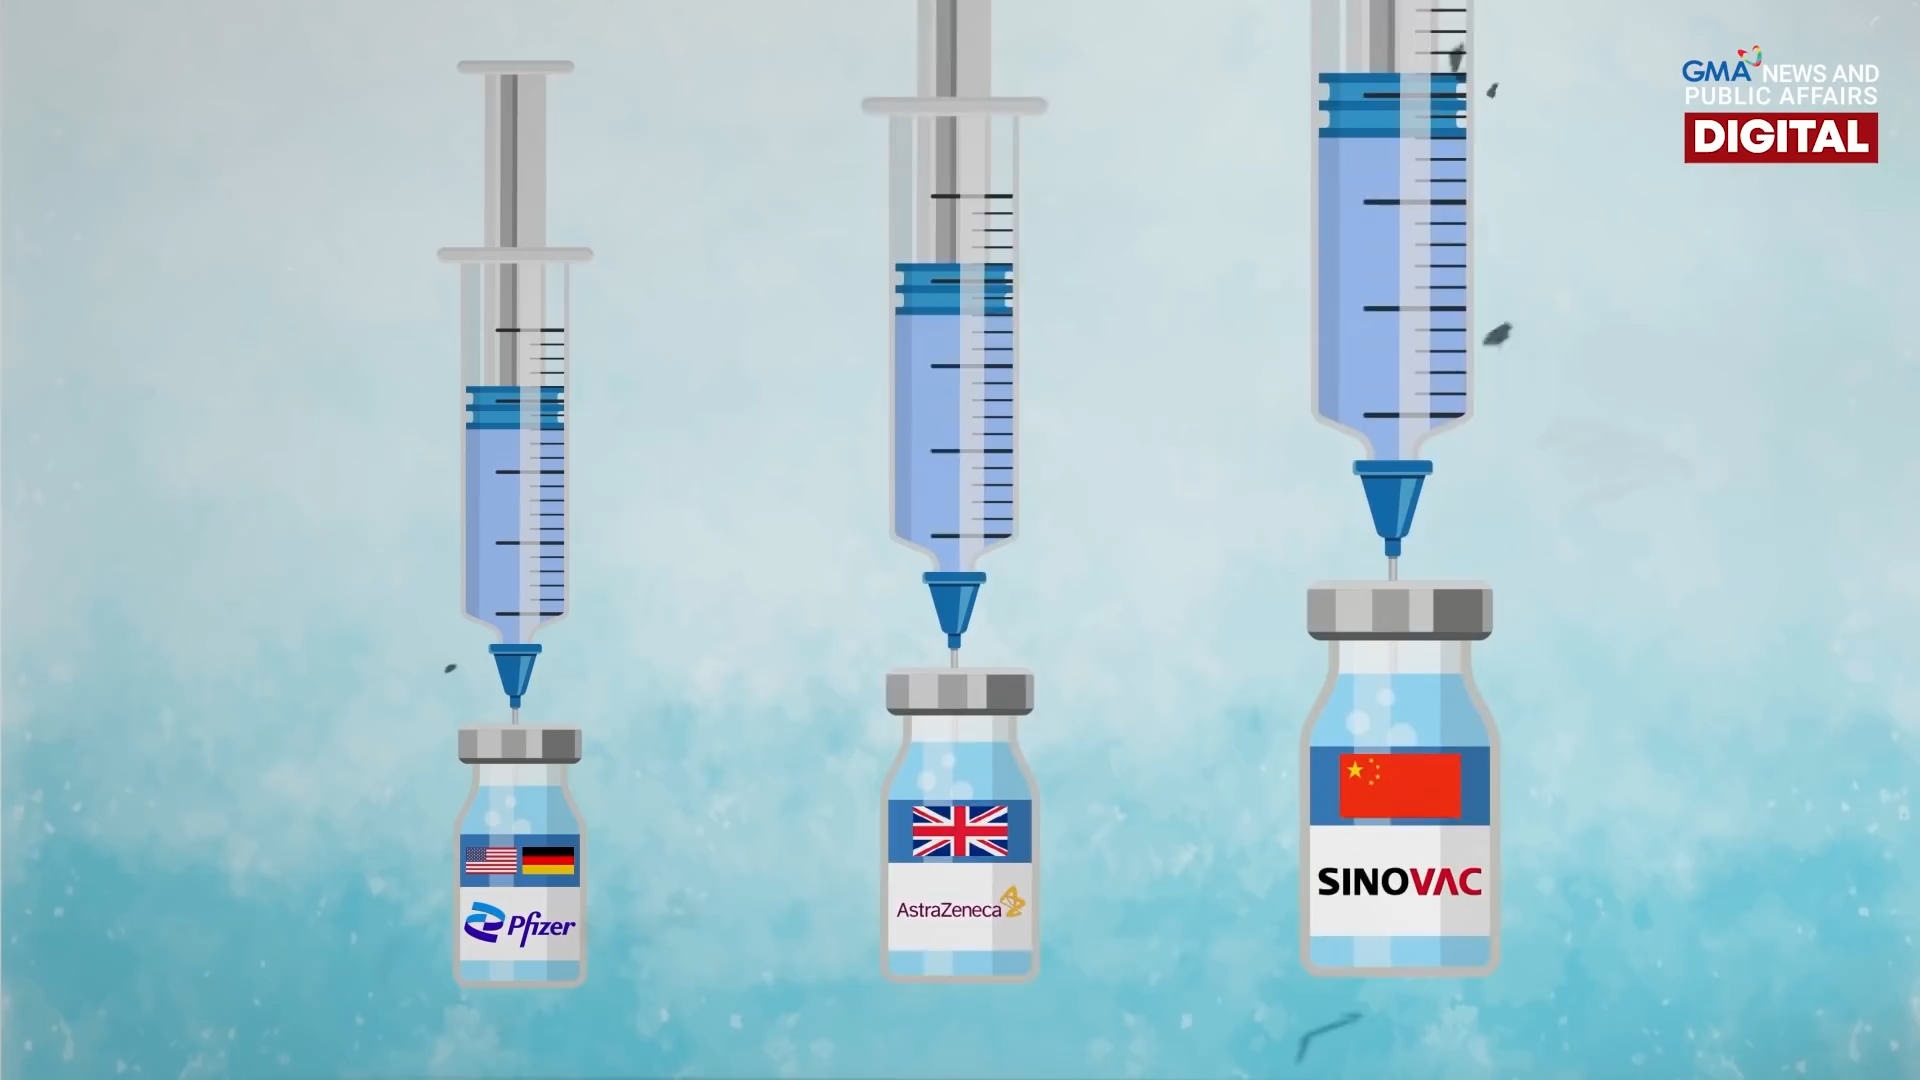 GMA NEWS AND
PUBLIC AFFAIRS
DIGITAL
Pfizer
AstraZeneca
SINOVAC